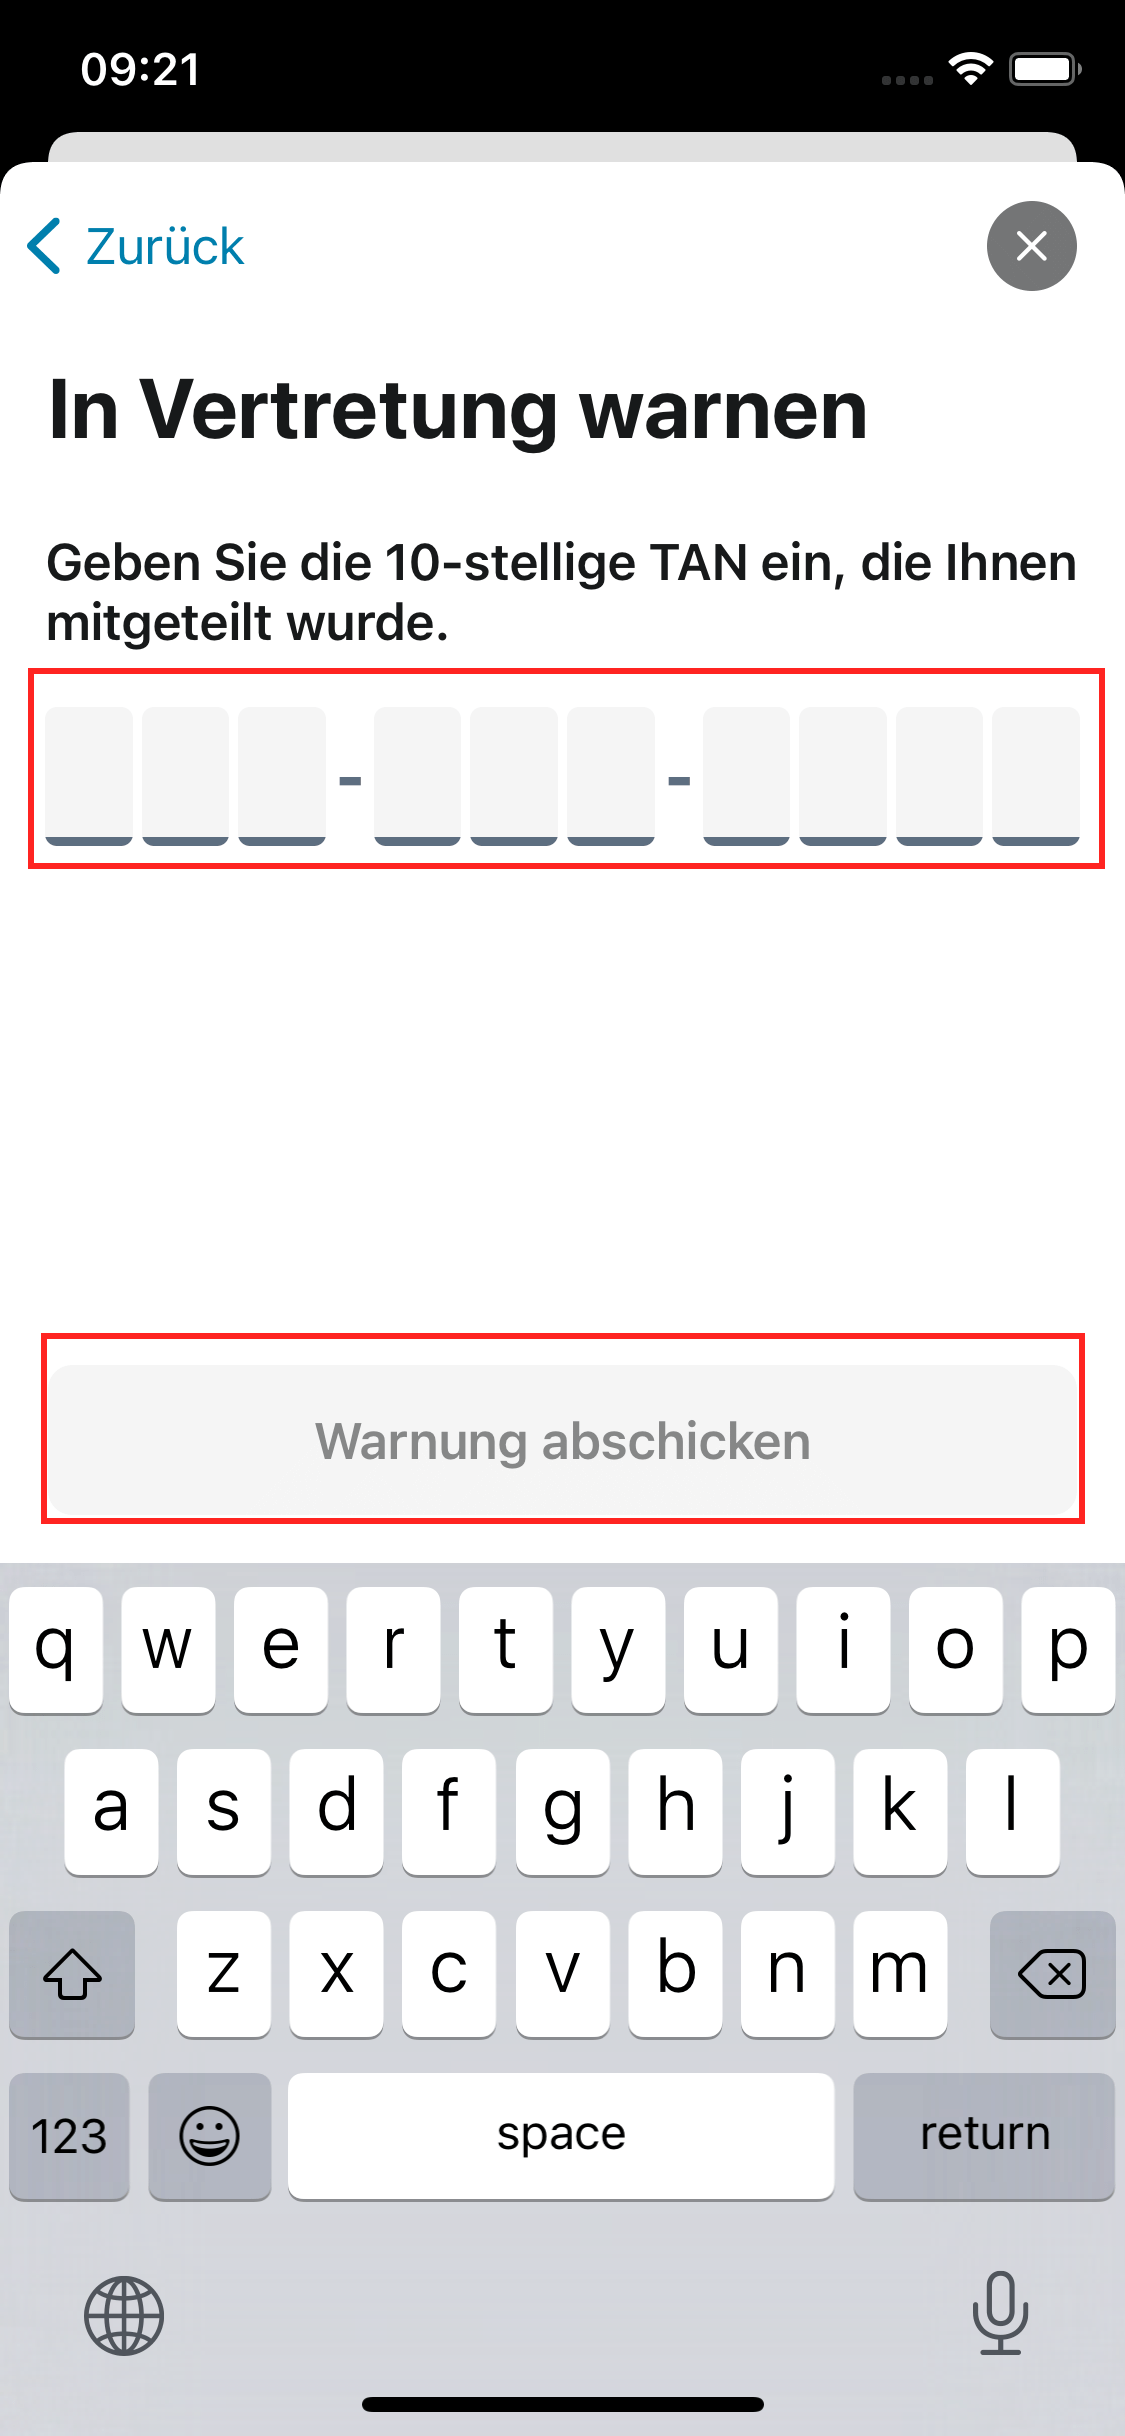 09:21
Zurück
In Vertretung warnen
Geben Sie die 10-stellige TAN ein, die Ihnen
mitgeteilt wurde.
- -
Warnung abschicken
q w e r t y u i o p
a s d f g h j k l
z x c v b n m
123 space return